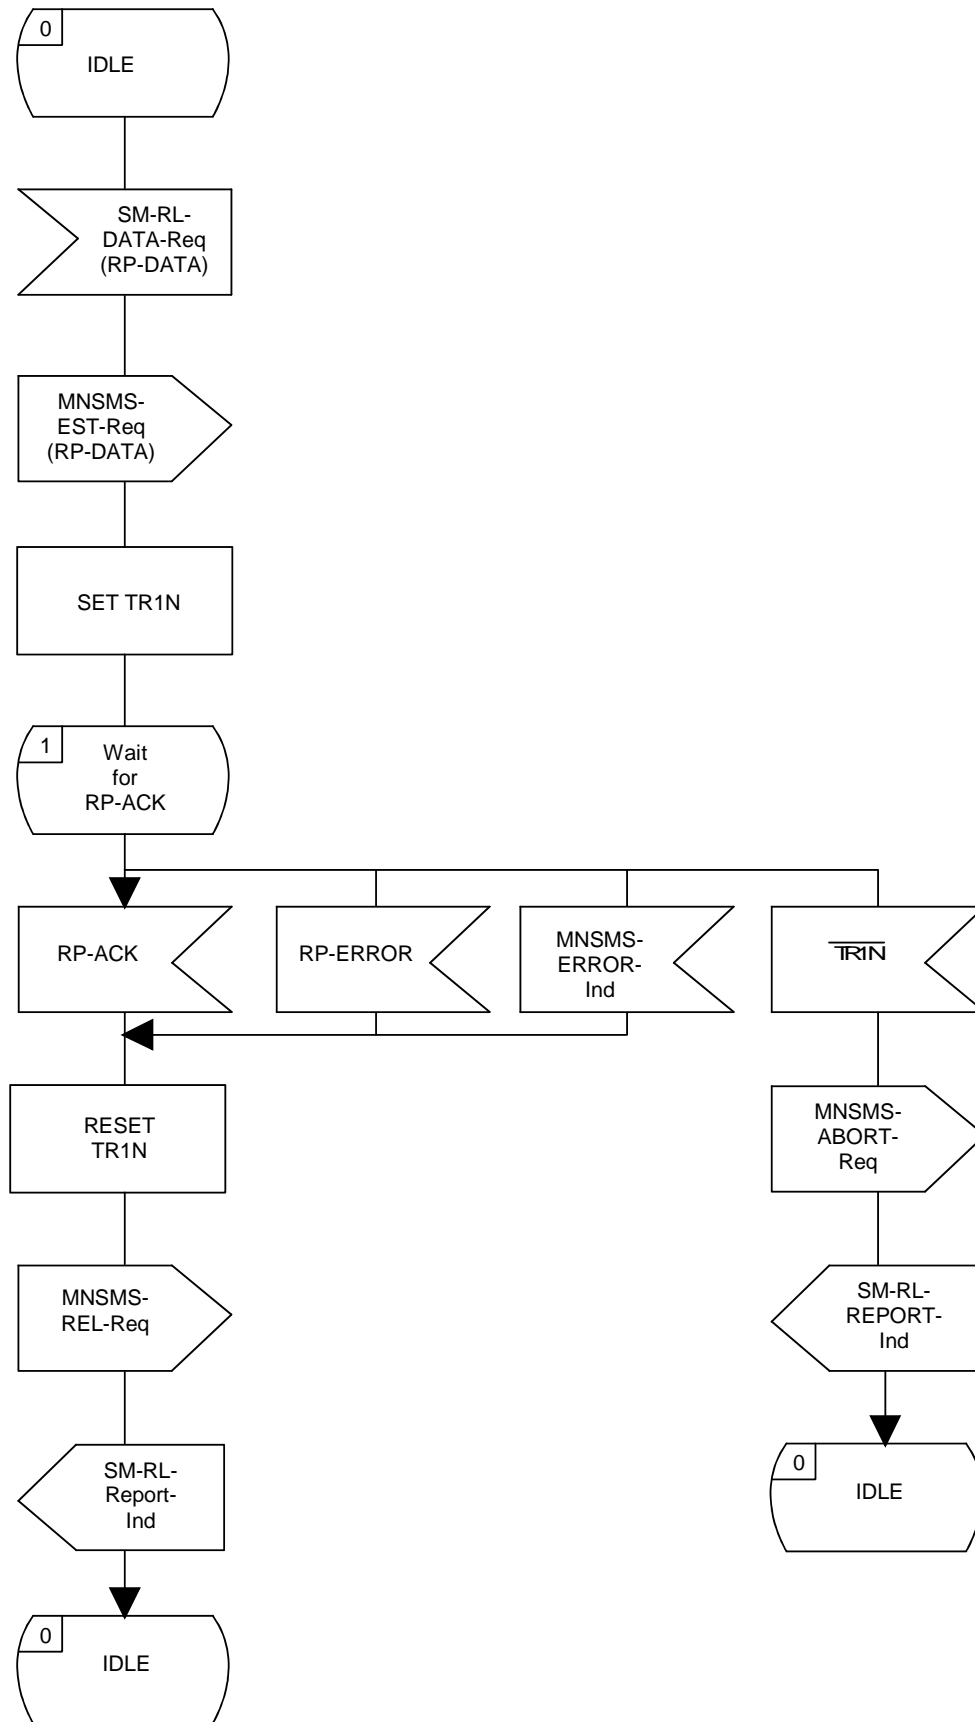 0
IDLE
SM-RL-
DATA-Req
(RP-DATA)
MNSMS-
EST-Req
(RP-DATA)
SET TR1N
1
Wait
for
RP-ACK
RP-ACK
RP-ERROR
MNSMS-
ERROR-
Ind
TR1N
RESET
TR1N
MNSMS-
REL-Req
SM-RL-
Report-
Ind
0
IDLE
MNSMS-
ABORT-
Req
SM-RL-
REPORT-
Ind
0
IDLE